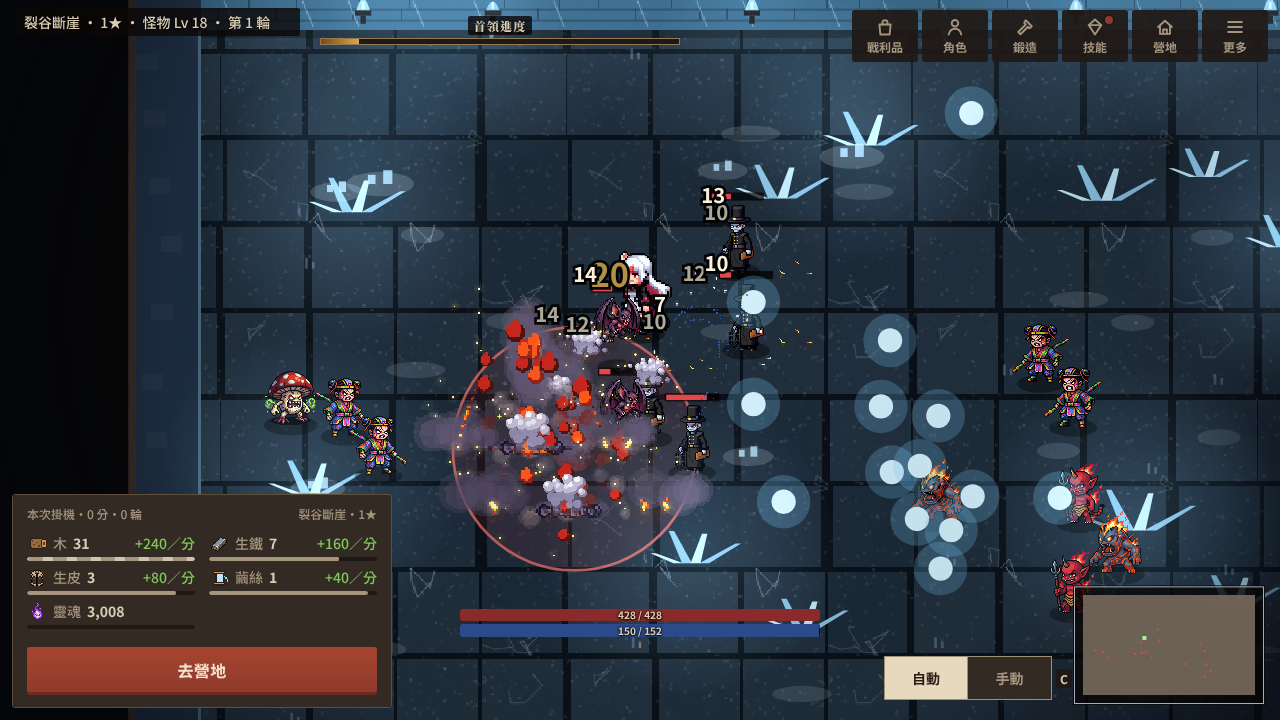 裂谷斷崖 · 1★ · 怪物 Lv 18 · 第 1 輪
首領進度
戰利品
角色
鍛造
技能
營地
更多
13
10
10
12
14
20
7
10
14
12
本次掛機·0 分·0 輪
裂谷斷崖·1★
木 31 +240／分
生鐵 7 +160／分
生皮 3 +80／分
繭絲 1 +40／分
靈魂 3,008
去營地
428 / 428
150 / 152
自動
手動
C